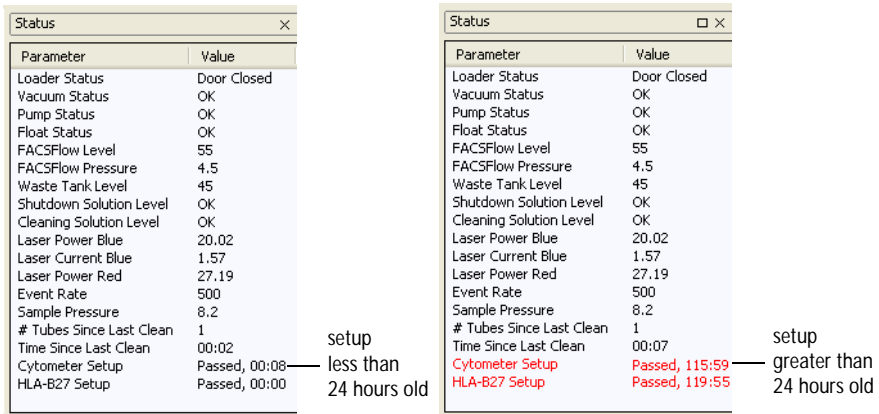 Status
Parameter Value
Loader Status Door Closed
Vacuum Status OK
Pump Status OK
Float Status OK
FACSFlow Level 55
FACSFlow Pressure 4.5
Waste Tank Level 45
Shutdown Solution Level OK
Cleaning Solution Level OK
Laser Power Blue 20.02
Laser Current Blue 1.57
Laser Power Red 27.19
Event Rate 500
Sample Pressure 8.2
# Tubes Since Last Clean 1
Time Since Last Clean 00:02
Cytometer Setup Passed, 00:08
HLA-B27 Setup Passed, 00:00
setup
less than
24 hours old
Status
Parameter Value
Loader Status Door Closed
Vacuum Status OK
Pump Status OK
Float Status OK
FACSFlow Level 55
FACSFlow Pressure 4.5
Waste Tank Level 45
Shutdown Solution Level OK
Cleaning Solution Level OK
Laser Power Blue 20.02
Laser Current Blue 1.57
Laser Power Red 27.19
Event Rate 500
Sample Pressure 8.2
# Tubes Since Last Clean 1
Time Since Last Clean 00:07
Cytometer Setup Passed, 115:59
HLA-B27 Setup Passed, 119:55
setup
greater than
24 hours old